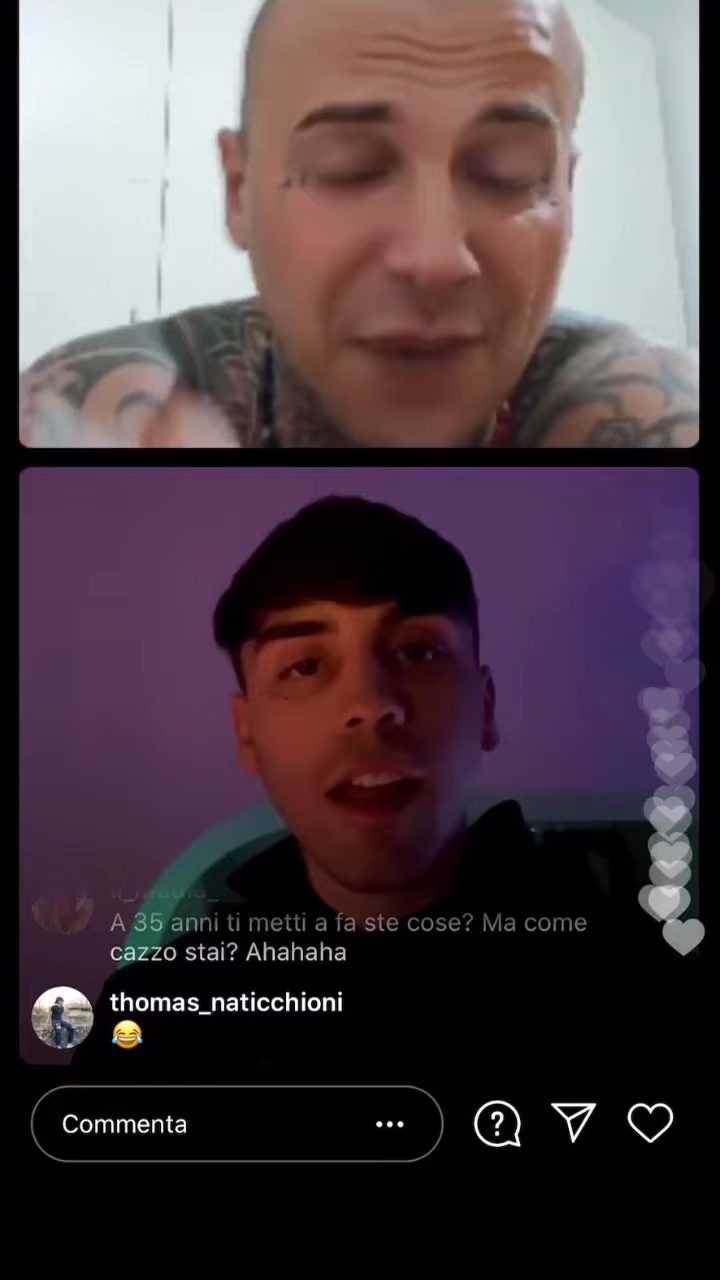 A 35 anni ti metti a fa ste cose? Ma come
cazzo stai? Ahahaha
thomas_naticchioni
😂
Commenta